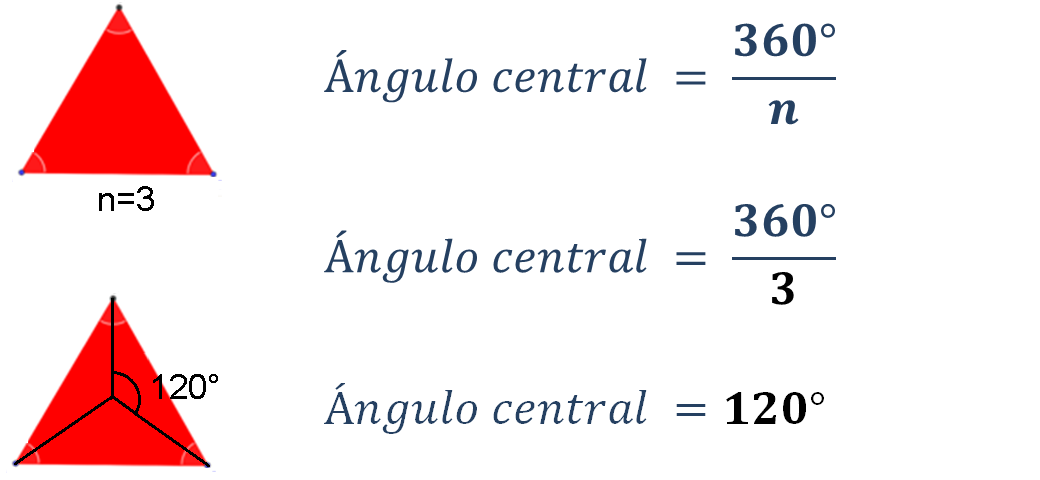 Ángulo central = 360° / n
n=3
Ángulo central = 360° / 3
120°
Ángulo central = 120°